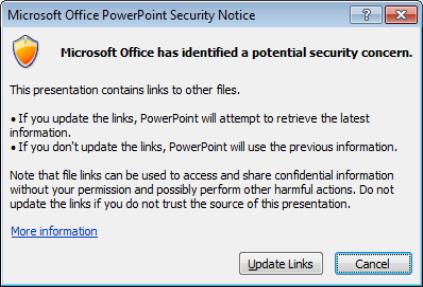 Microsoft Office PowerPoint Security Notice
Microsoft Office has identified a potential security concern.
This presentation contains links to other files.
• If you update the links, PowerPoint will attempt to retrieve the latest
information.
• If you don't update the links, PowerPoint will use the previous information.
Note that file links can be used to access and share confidential information
without your permission and possibly perform other harmful actions. Do not
update the links if you do not trust the source of this presentation.
More information
Update Links Cancel